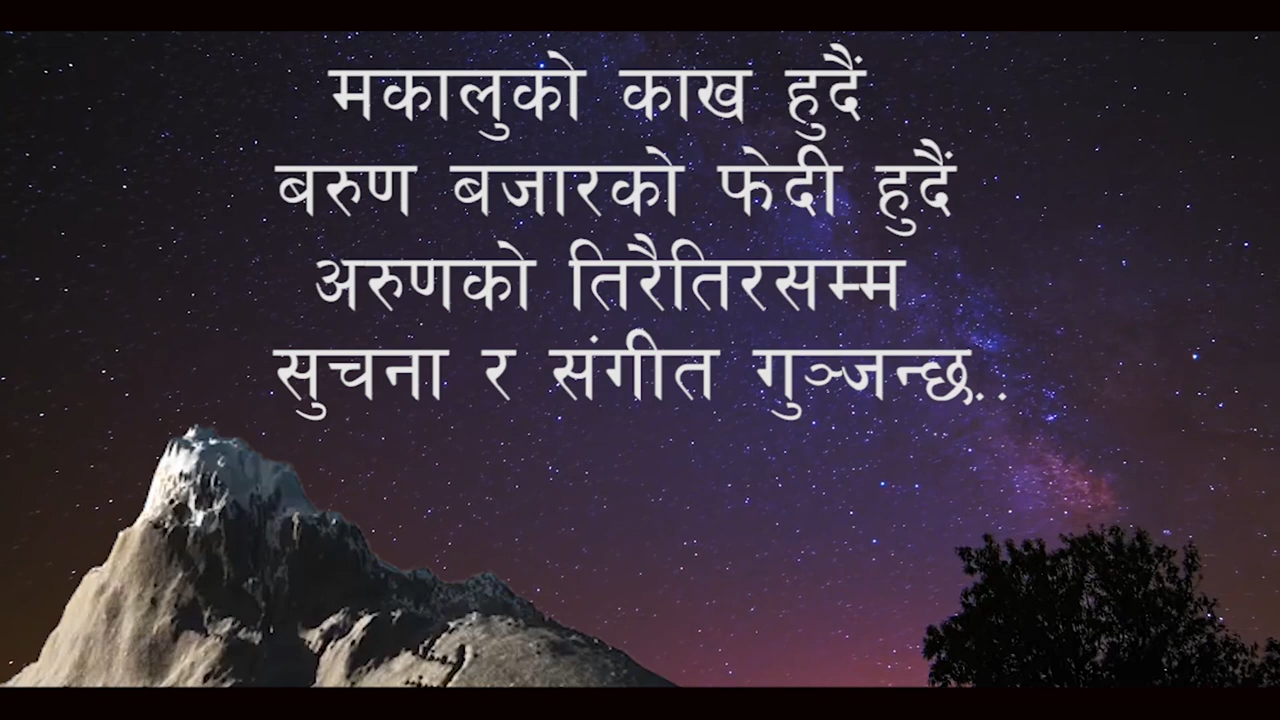 मकालुको काख हुदैं
बरुण बजारको फेदी हुदैं
अरुणको तिरैतिरसम्म
सुचना र संगीत गुञ्जन्छ..